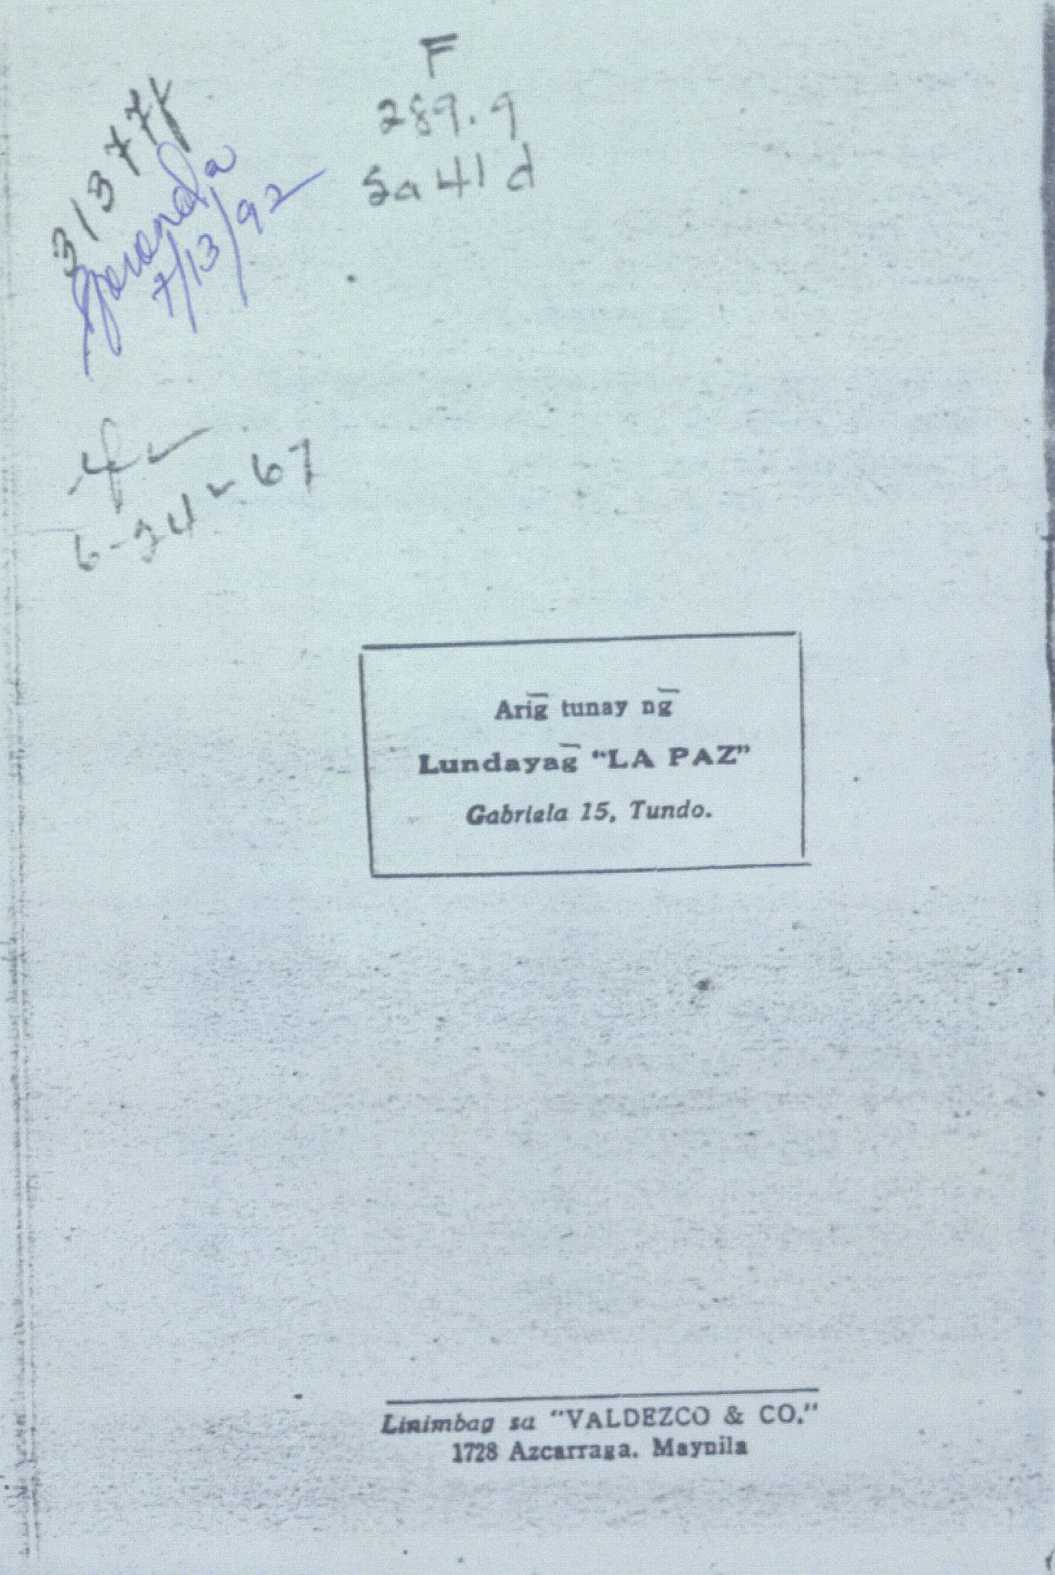 F
289.9
Sa41d
7/13/92
6-24-67
Arig̃ tunay ng̃
Lundayag̃ “LA PAZ”
Gabriela 15, Tundo.
Linimbag sa “VALDEZCO & CO.”
1728 Azcarraga. Maynila